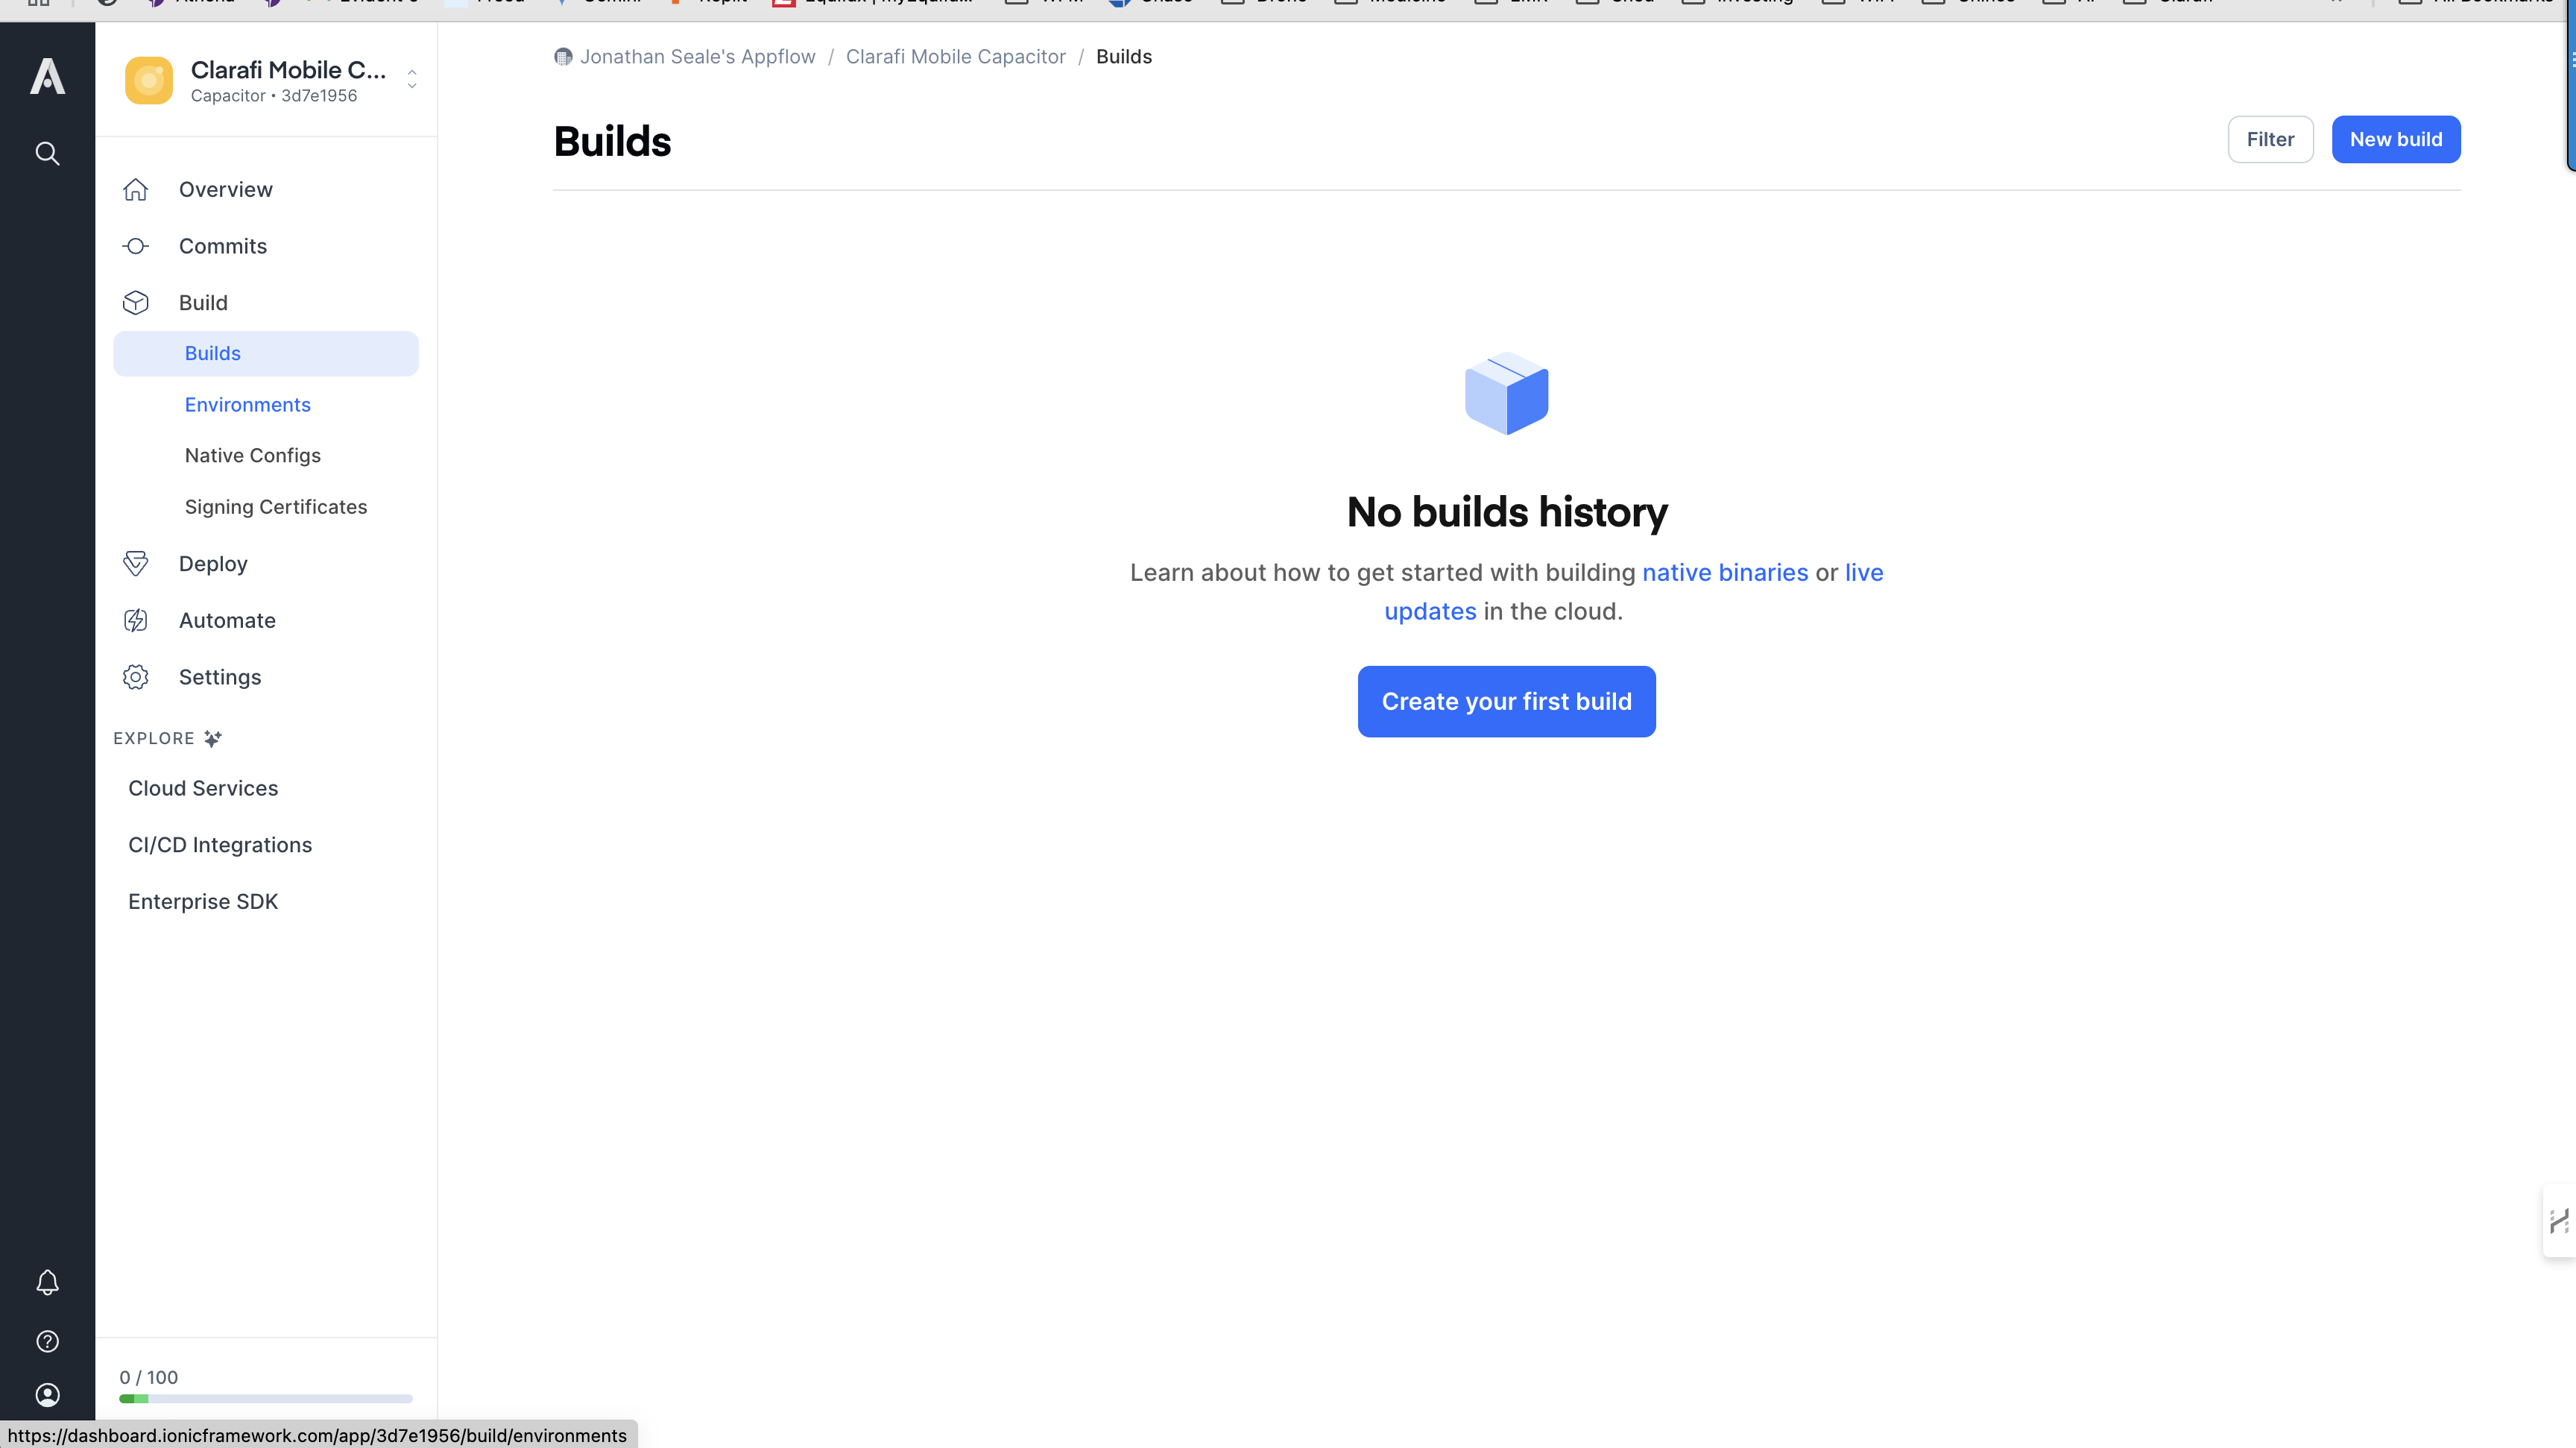 Clarafi Mobile C...
Capacitor • 3d7e1956
Overview
Commits
Build
Builds
Environments
Native Configs
Signing Certificates
Deploy
Automate
Settings
EXPLORE
Cloud Services
CI/CD Integrations
Enterprise SDK
0 / 100
https://dashboard.ionicframework.com/app/3d7e1956/build/environments
Jonathan Seale's Appflow / Clarafi Mobile Capacitor / Builds
Builds
Filter
New build
No builds history
Learn about how to get started with building native binaries or live
updates in the cloud.
Create your first build